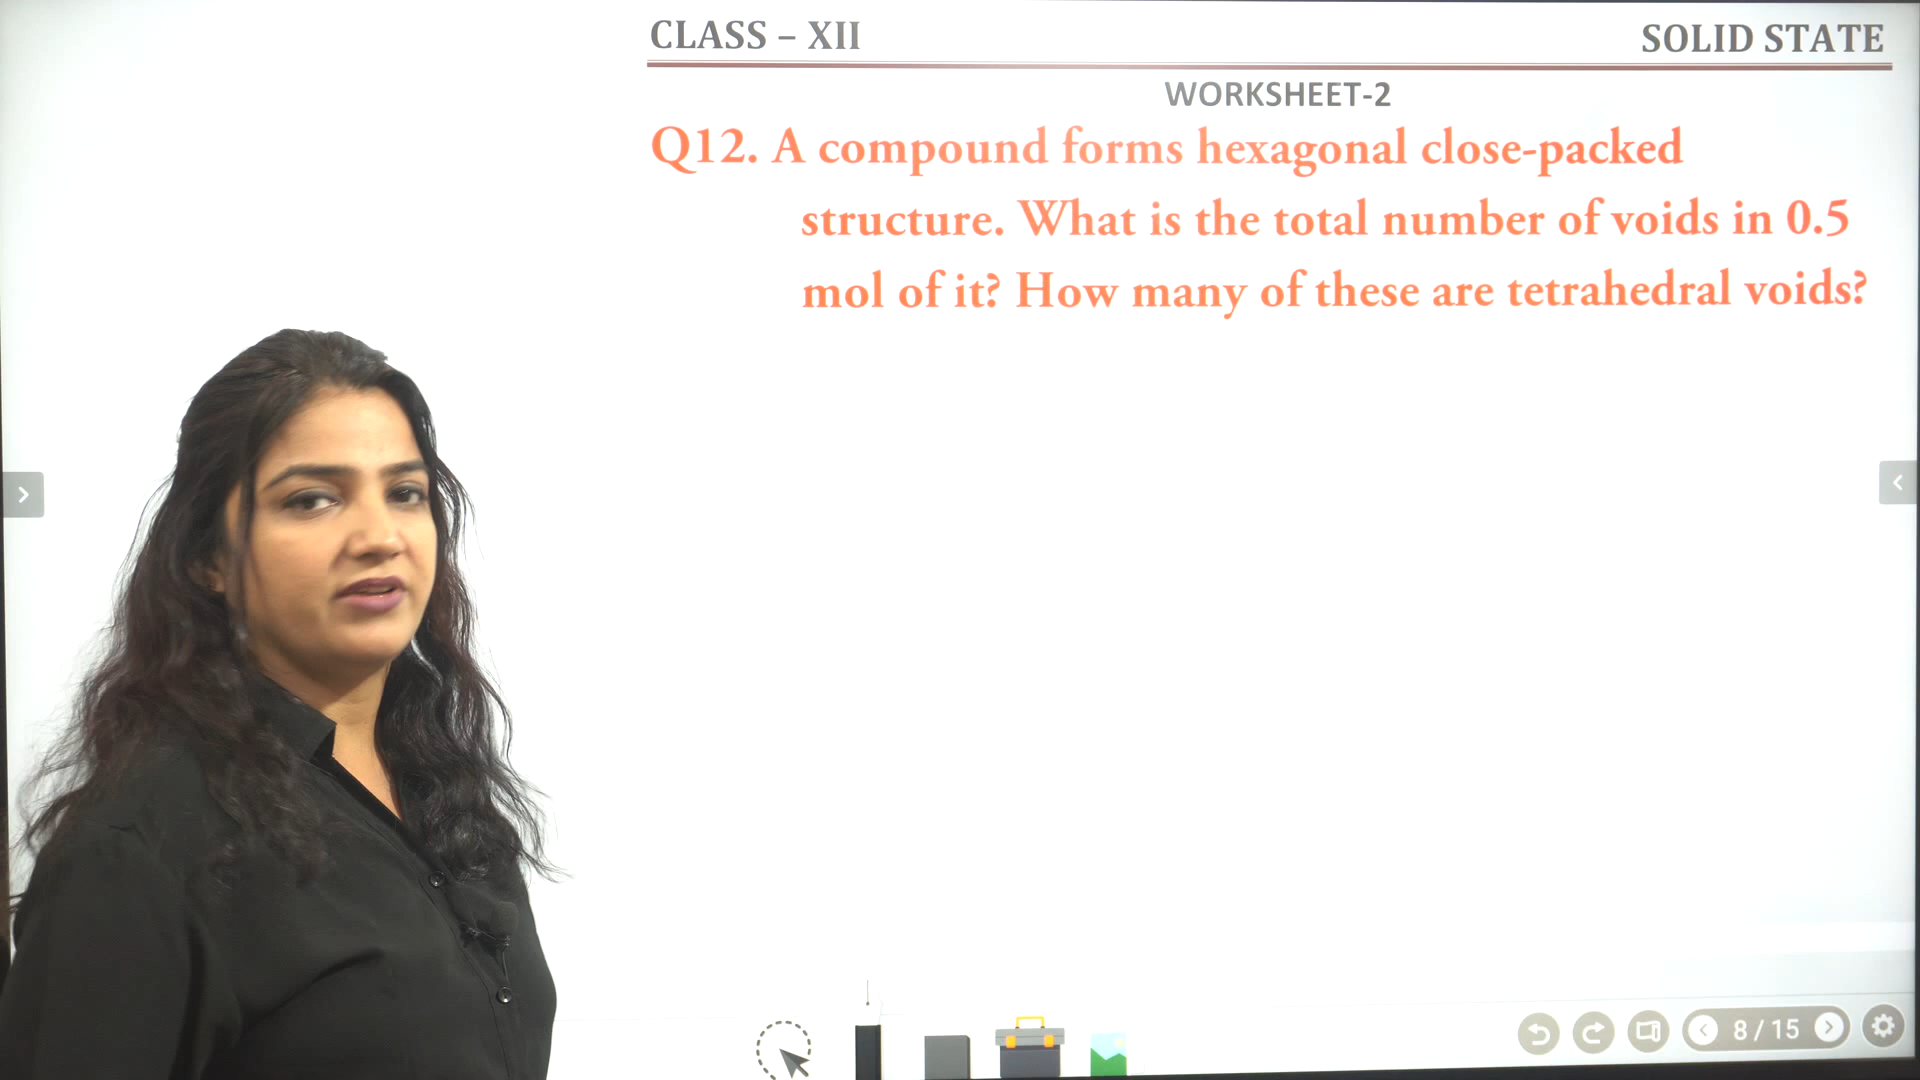 CLASS – XII
SOLID STATE
WORKSHEET-2
Q12. A compound forms hexagonal close-packed
structure. What is the total number of voids in 0.5
mol of it? How many of these are tetrahedral voids?
8 / 15